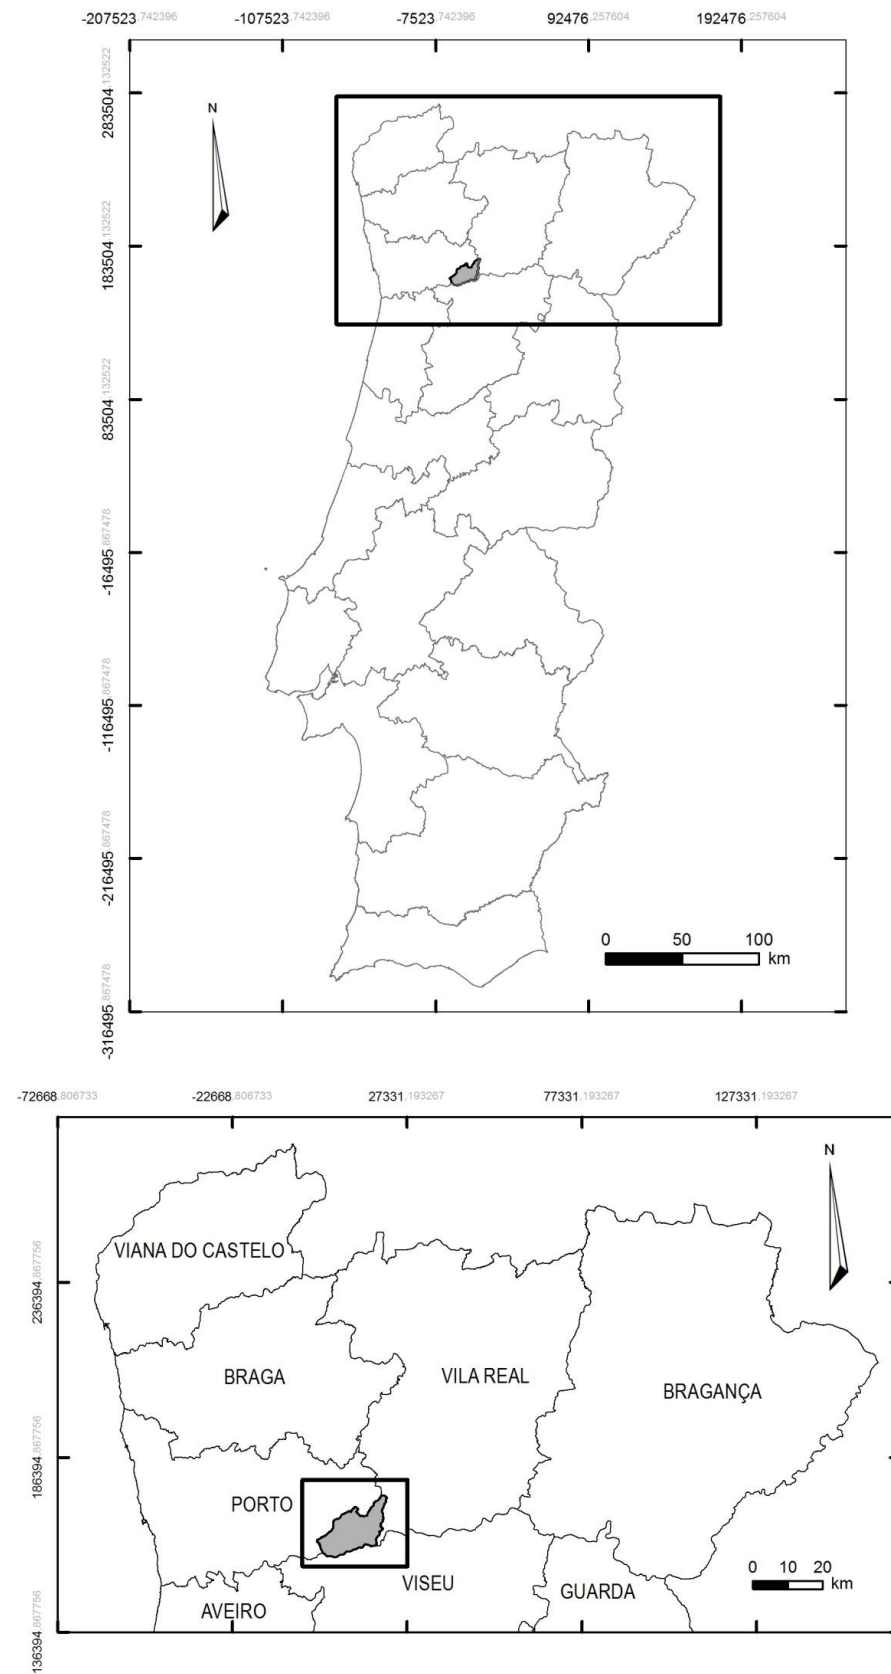 -207523.742396 -107523.742396 -7523.742396 92476.257604 192476.257604
283504.132522
N
183504.132522
83504.132522
-16495.867478
-116495.867478
-216495.867478
0 50 100
km
-316495.867478
-72668.806733 -22668.806733 27331.193267 77331.193267 127331.193267
N
VIANA DO CASTELO
236394.867756
BRAGA
VILA REAL
BRAGANÇA
186394.867756
PORTO
0 10 20
km
VISEU
GUARDA
AVEIRO
136394.867756